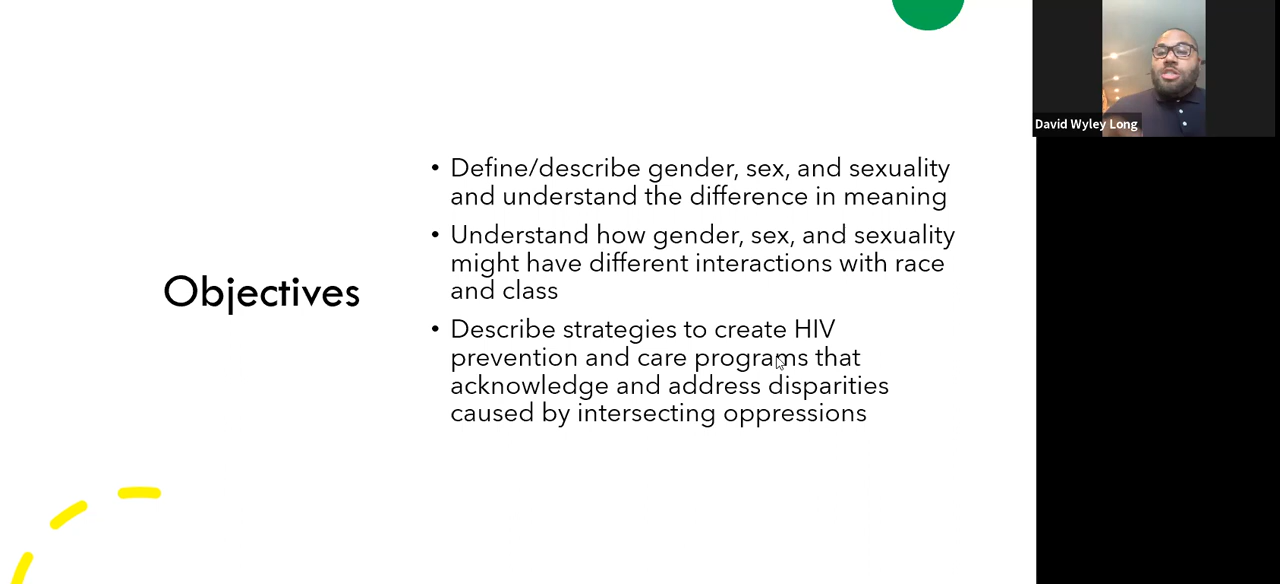 David Wyley Long
Objectives
• Define/describe gender, sex, and sexuality
and understand the difference in meaning
• Understand how gender, sex, and sexuality
might have different interactions with race
and class
• Describe strategies to create HIV
prevention and care programs that
acknowledge and address disparities
caused by intersecting oppressions